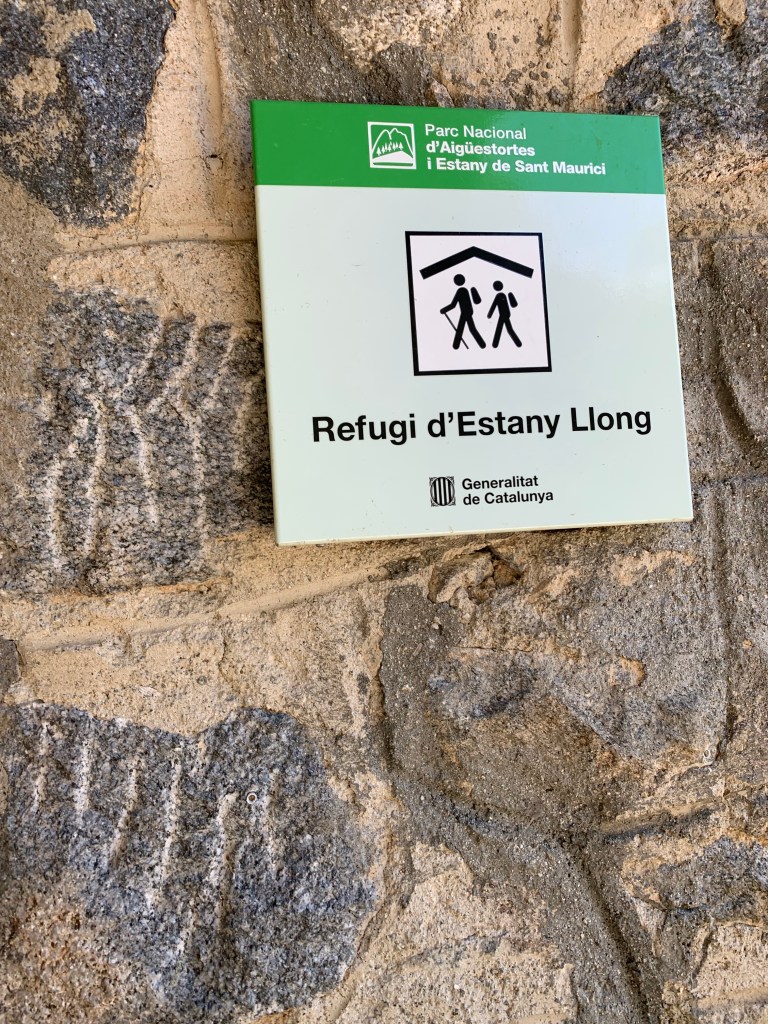 Parc Nacional
d'Aigüestortes
i Estany de Sant Maurici
Refugi d'Estany Llong
Generalitat
de Catalunya